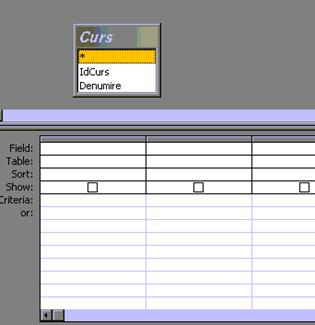 Curs
*
IdCurs
Denumire
Field:
Table:
Sort:
Show:
Criteria:
or: